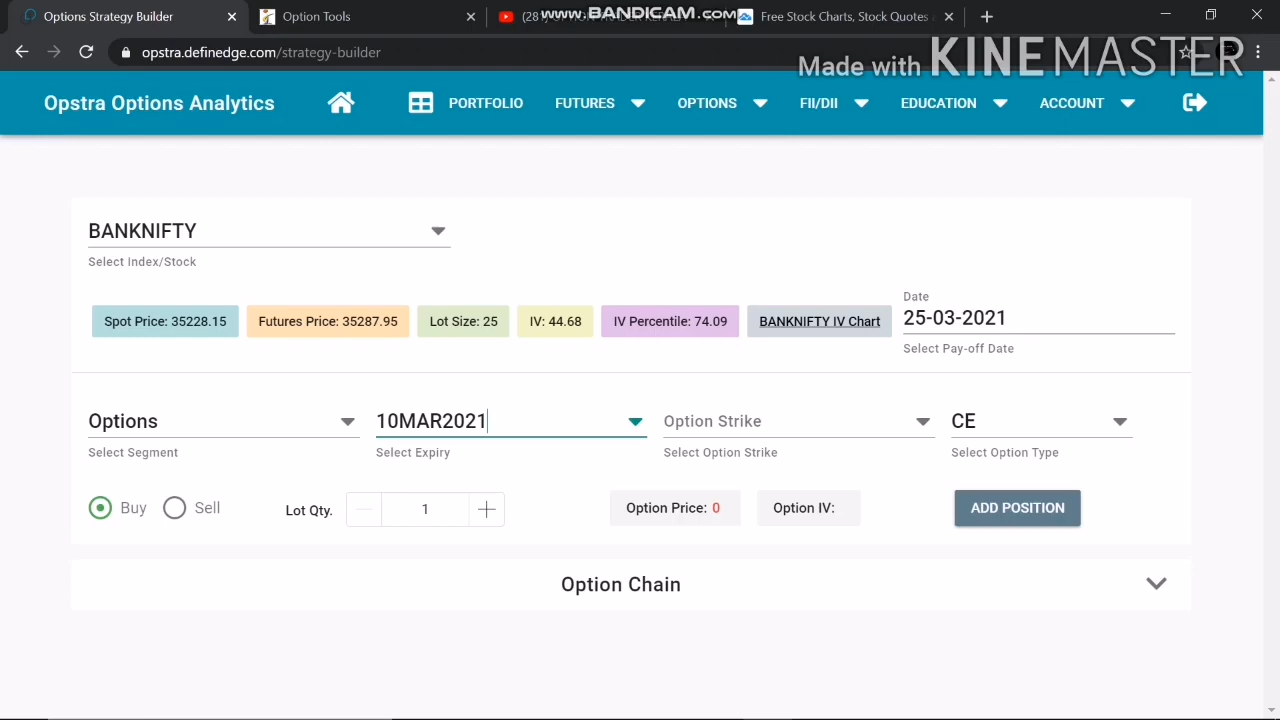 Options Strategy Builder
Option Tools
(28
www.BANDICAM.com
Free Stock Charts, Stock Quotes
opstra.definedge.com/strategy-builder
Made with KINEMASTER
Opstra Options Analytics
PORTFOLIO
FUTURES
OPTIONS
FII/DII
EDUCATION
ACCOUNT
BANKNIFTY
Select Index/Stock
Spot Price: 35228.15
Futures Price: 35287.95
Lot Size: 25
IV: 44.68
IV Percentile: 74.09
BANKNIFTY IV Chart
Date
25-03-2021
Select Pay-off Date
Options
10MAR2021
Option Strike
CE
Select Segment
Select Expiry
Select Option Strike
Select Option Type
Buy
Sell
Lot Qty.
1
Option Price: 0
Option IV:
ADD POSITION
Option Chain